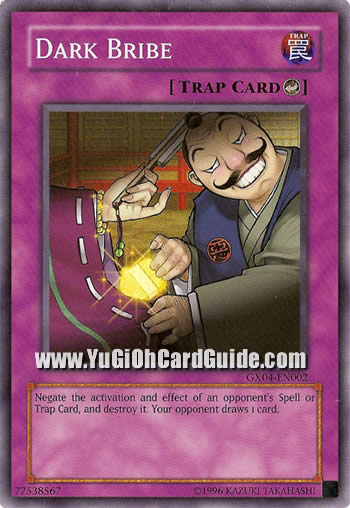 DARK BRIBE
TRAP
罠
[TRAP CARD]
www.YuGiOhCardGuide.com
GX04-EN002
Negate the activation and effect of an opponent's Spell or
Trap Card, and destroy it. Your opponent draws 1 card.
77538567
©1996 KAZUKI TAKAHASHI